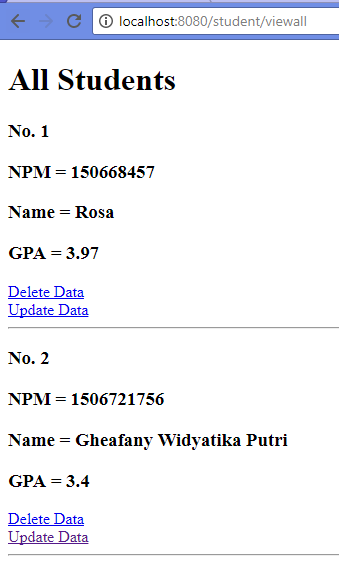 localhost:8080/student/viewall
All Students
No. 1
NPM = 150668457
Name = Rosa
GPA = 3.97
Delete Data
Update Data
No. 2
NPM = 1506721756
Name = Gheafany Widyatika Putri
GPA = 3.4
Delete Data
Update Data